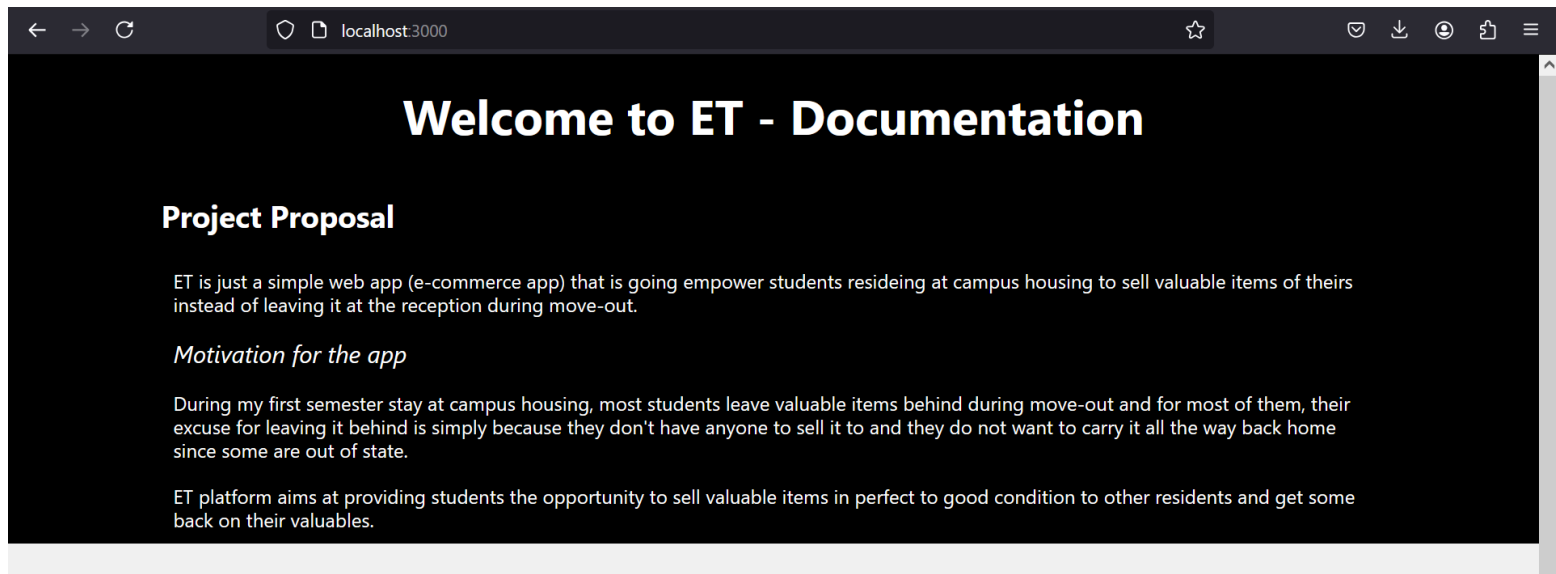 localhost:3000
Welcome to ET - Documentation
Project Proposal
ET is just a simple web app (e-commerce app) that is going empower students resideing at campus housing to sell valuable items of theirs
instead of leaving it at the reception during move-out.
Motivation for the app
During my first semester stay at campus housing, most students leave valuable items behind during move-out and for most of them, their
excuse for leaving it behind is simply because they don't have anyone to sell it to and they do not want to carry it all the way back home
since some are out of state.
ET platform aims at providing students the opportunity to sell valuable items in perfect to good condition to other residents and get some
back on their valuables.